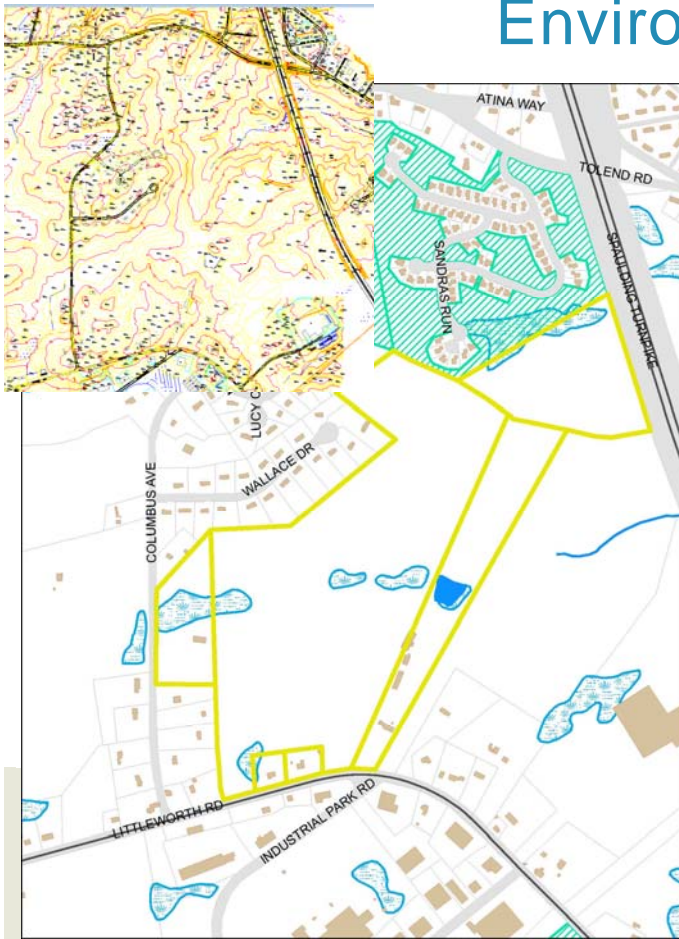 Enviro
ATINA WAY
TOLEND RD
SPAULDING TURNPIKE
SANDRAS RUN
LUCY C
WALLACE DR
COLUMBUS AVE
LITTLEWORTH RD
INDUSTRIAL PARK RD